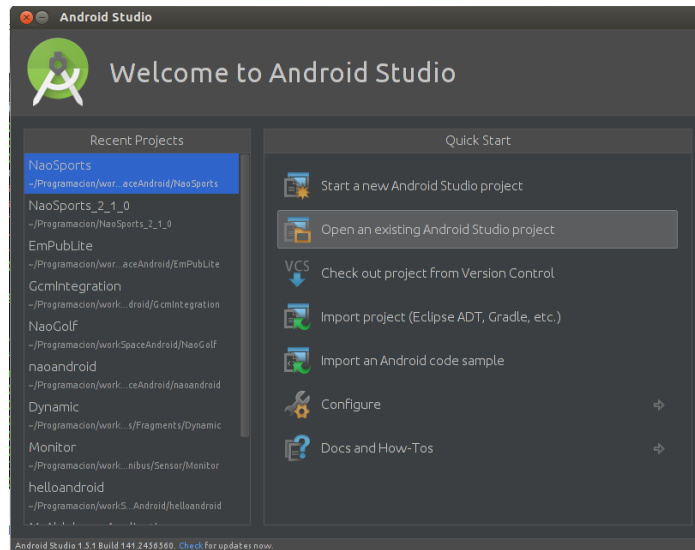 Android Studio
Welcome to Android Studio
Recent Projects
NaoSports
~/Programacion/wor...aceAndroid/NaoSports
NaoSports_2_1_0
~/Programacion/NaoSports_2_1_0
EmPubLite
~/Programacion/wor...aceAndroid/EmPubLite
GcmIntegration
~/Programacion/work...droid/GcmIntegration
NaoGolf
~/Programacion/workSpaceAndroid/NaoGolf
naoandroid
~/Programacion/work...ceAndroid/naoandroid
Dynamic
~/Programacion/work...s/Fragments/Dynamic
Monitor
~/Programacion/work...nibus/Sensor/Monitor
helloandroid
~/Programacion/workS...Android/helloandroid
Quick Start
Start a new Android Studio project
Open an existing Android Studio project
VCS
Check out project from Version Control
Import project (Eclipse ADT, Gradle, etc.)
Import an Android code sample
Configure
Docs and How-Tos
Android Studio 1.5.1 Build 141.2456560. Check for updates now.